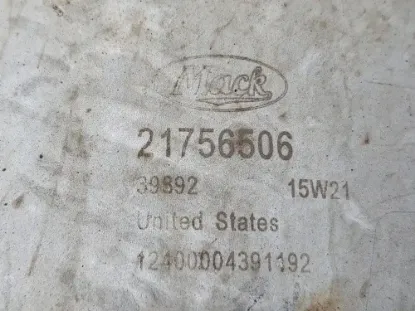 Mack
21756506
39892 15W21
United States
12400004391192